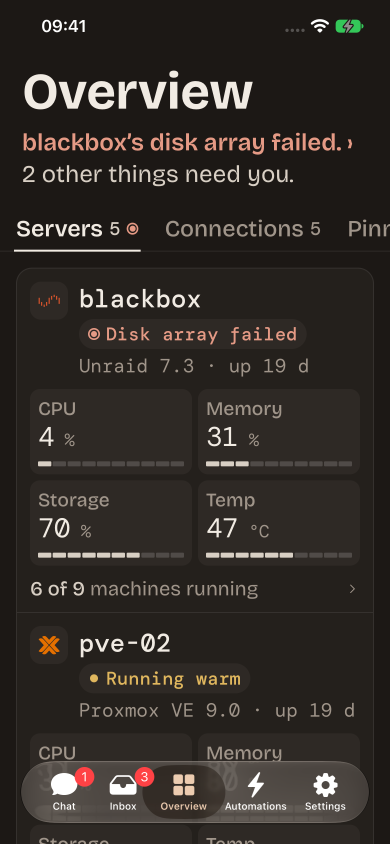 09:41
Overview
blackbox’s disk array failed. ›
2 other things need you.
Servers 5 Connections 5 Pinn
blackbox
Disk array failed
Unraid 7.3 · up 19 d
CPU Memory
4 % 31 %
Storage Temp
70 % 47 °C
6 of 9 machines running
pve-02
Running warm
Proxmox VE 9.0 · up 19 d
CPU Memory
1 3
Chat Inbox Overview Automations Settings
Storage Temp